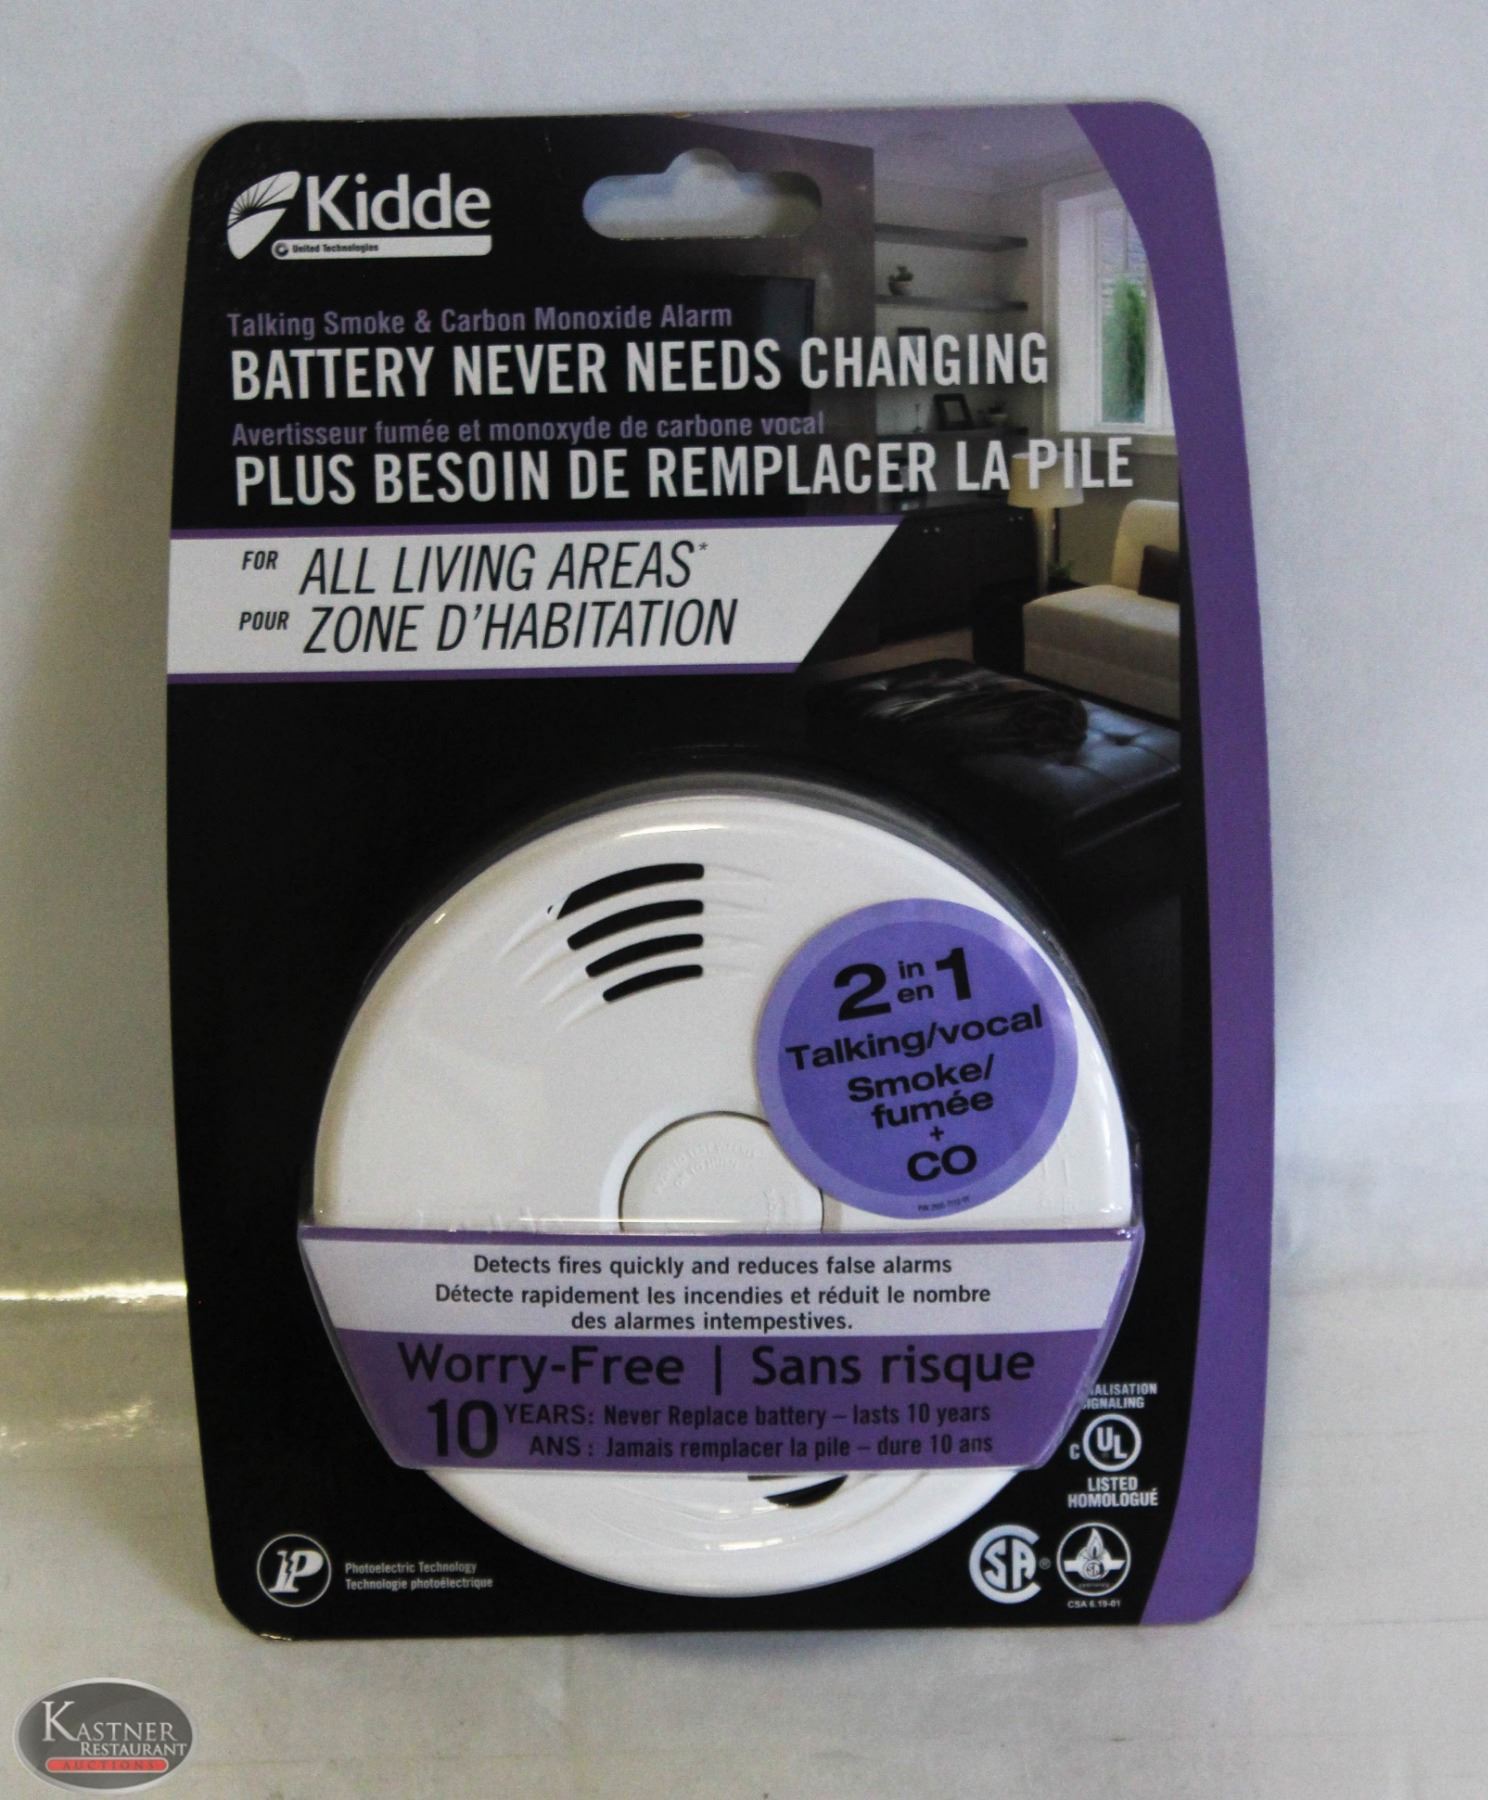 Kidde
United Technologies
Talking Smoke & Carbon Monoxide Alarm
BATTERY NEVER NEEDS CHANGING
Avertisseur fumée et monoxyde de carbone vocal
PLUS BESOIN DE REMPLACER LA PILE
FOR ALL LIVING AREAS*
POUR ZONE D'HABITATION
2 in en 1
Talking/vocal
Smoke/
fumée
+
CO
Detects fires quickly and reduces false alarms
Détecte rapidement les incendies et réduit le nombre
des alarmes intempestives.
Worry-Free | Sans risque
10 YEARS: Never Replace battery – lasts 10 years
ANS : Jamais remplacer la pile – dure 10 ans
ALISATION
GNALING
C UL
LISTED
HOMOLOGUÉ
P
Photoelectric Technology
Technologie photoélectrique
SA ®
CSA 6.19-01
KASTNER
RESTAURANT
AUCTIONS